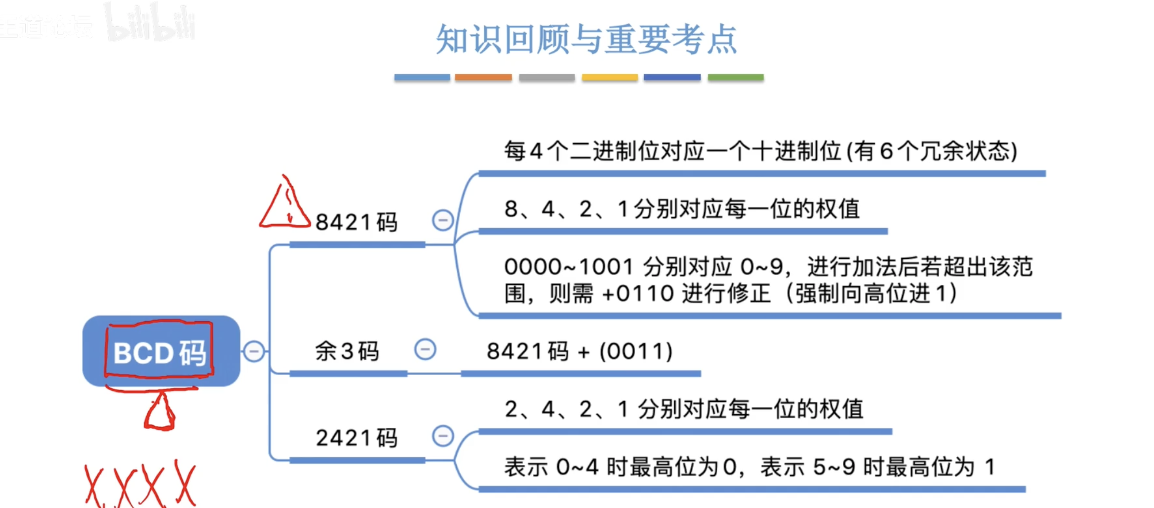 bilibili
知识回顾与重要考点
每4个二进制位对应一个十进制位(有6个冗余状态)
8421码
8、4、2、1分别对应每一位的权值
0000~1001 分别对应 0~9，进行加法后若超出该范
围，则需 +0110 进行修正（强制向高位进1）
BCD码
余3码
8421码 + (0011)
2421码
2、4、2、1 分别对应每一位的权值
表示 0~4 时最高位为0，表示 5~9 时最高位为 1
XXXX